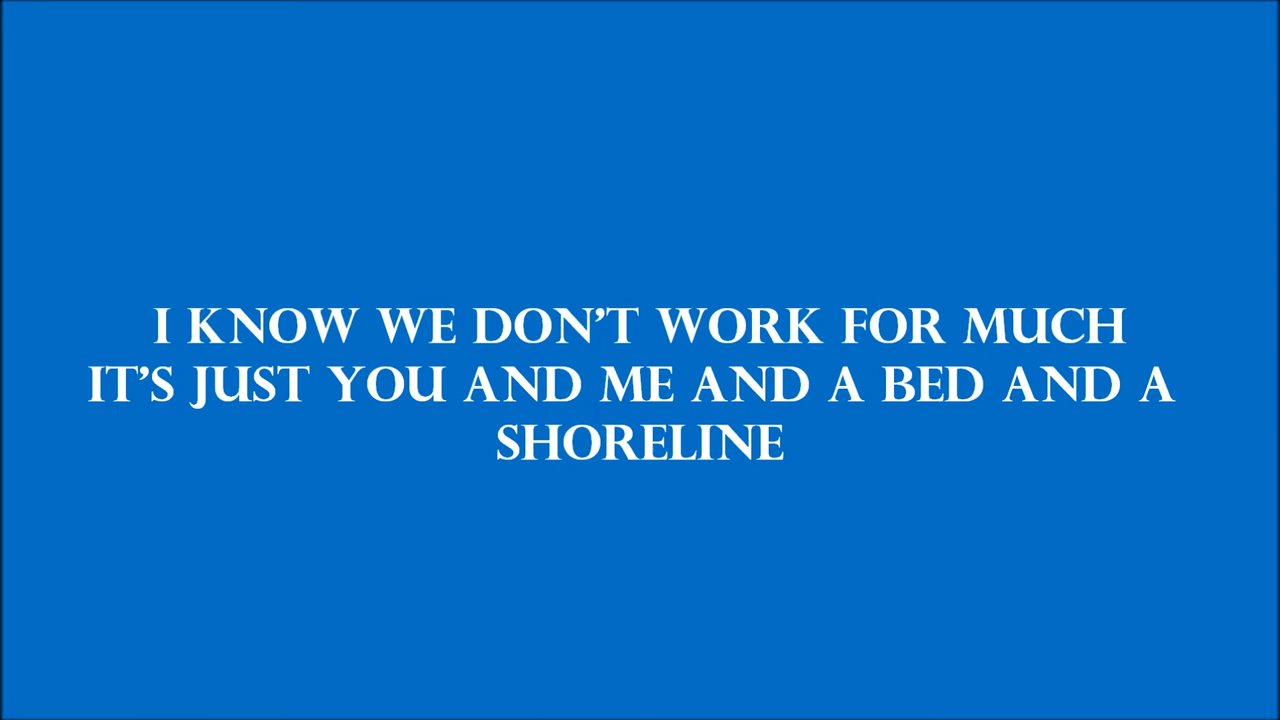 I KNOW WE DON'T WORK FOR MUCH
IT'S JUST YOU AND ME AND A BED AND A
SHORELINE